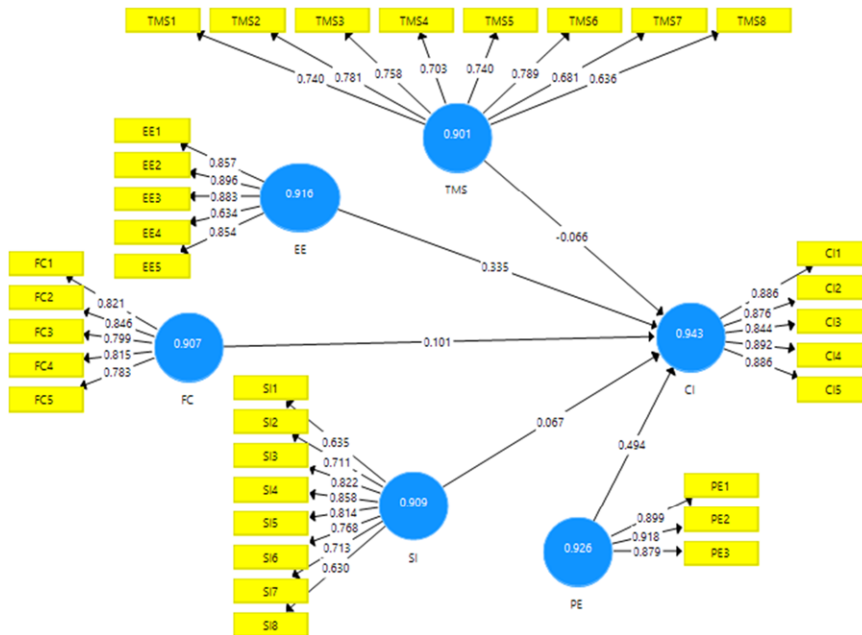 TMS1 TMS2 TMS3 TMS4 TMS5 TMS6 TMS7 TMS8
0.740 0.781 0.758 0.703 0.740 0.789 0.681 0.636
0.901
TMS
EE1
EE2
EE3
EE4
EE5
0.857
0.896
0.883
0.634
0.854
0.916
EE
-0.066
0.335
FC1
FC2
FC3
FC4
FC5
0.821
0.846
0.799
0.815
0.783
0.907
FC
0.101
CI1
CI2
CI3
CI4
CI5
0.886
0.876
0.844
0.892
0.886
0.943
CI
SI1
SI2
SI3
SI4
SI5
SI6
SI7
SI8
0.635
0.711
0.822
0.858
0.814
0.768
0.713
0.630
0.909
SI
0.067
0.494
PE1
PE2
PE3
0.899
0.918
0.879
0.926
PE